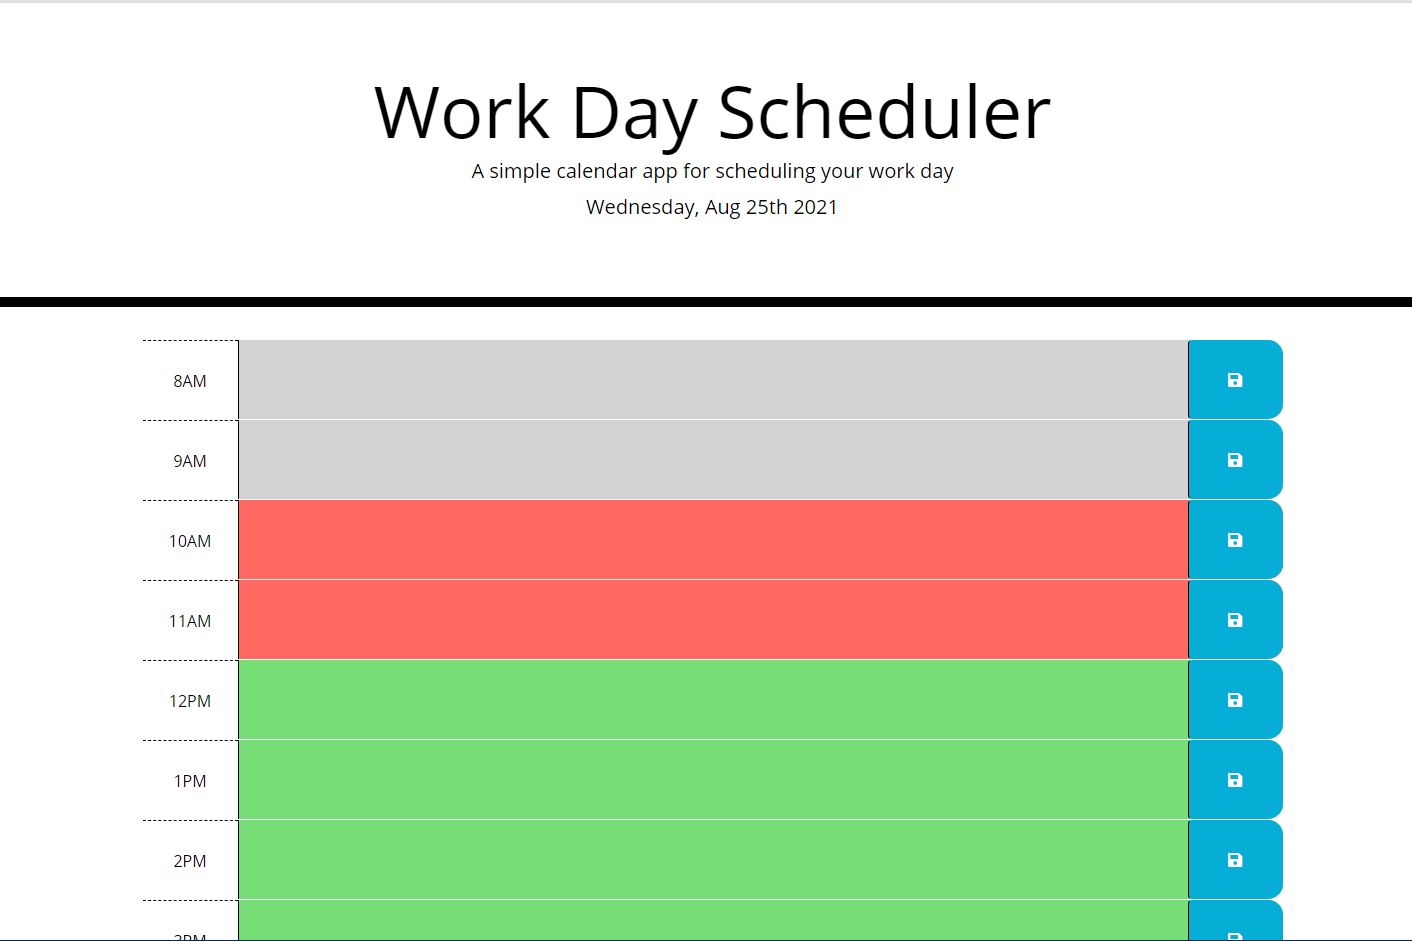 Work Day Scheduler
A simple calendar app for scheduling your work day
Wednesday, Aug 25th 2021
8AM
9AM
10AM
11AM
12PM
1PM
2PM
3PM